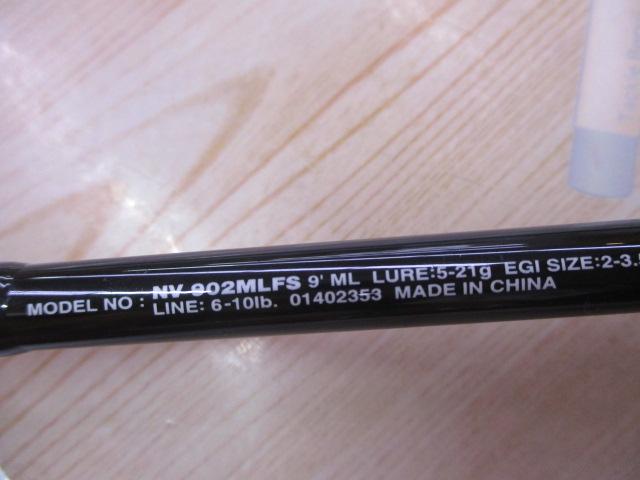 MODEL NO : NV 902MLFS 9' ML LURE:5-21g EGI SIZE:2-3.
LINE: 6-10lb. 01402353 MADE IN CHINA